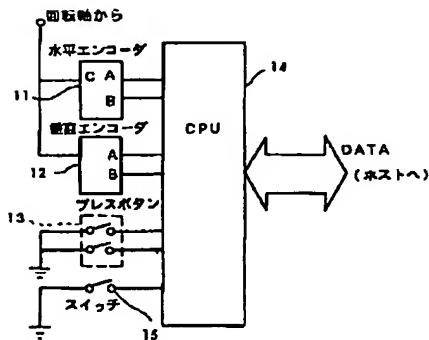 回転軸から
水平エンコーダ
C A
B
11
14
CPU
垂直エンコーダ
A
B
12
DATA
(ホストへ)
13
プレスボタン
スイッチ
15